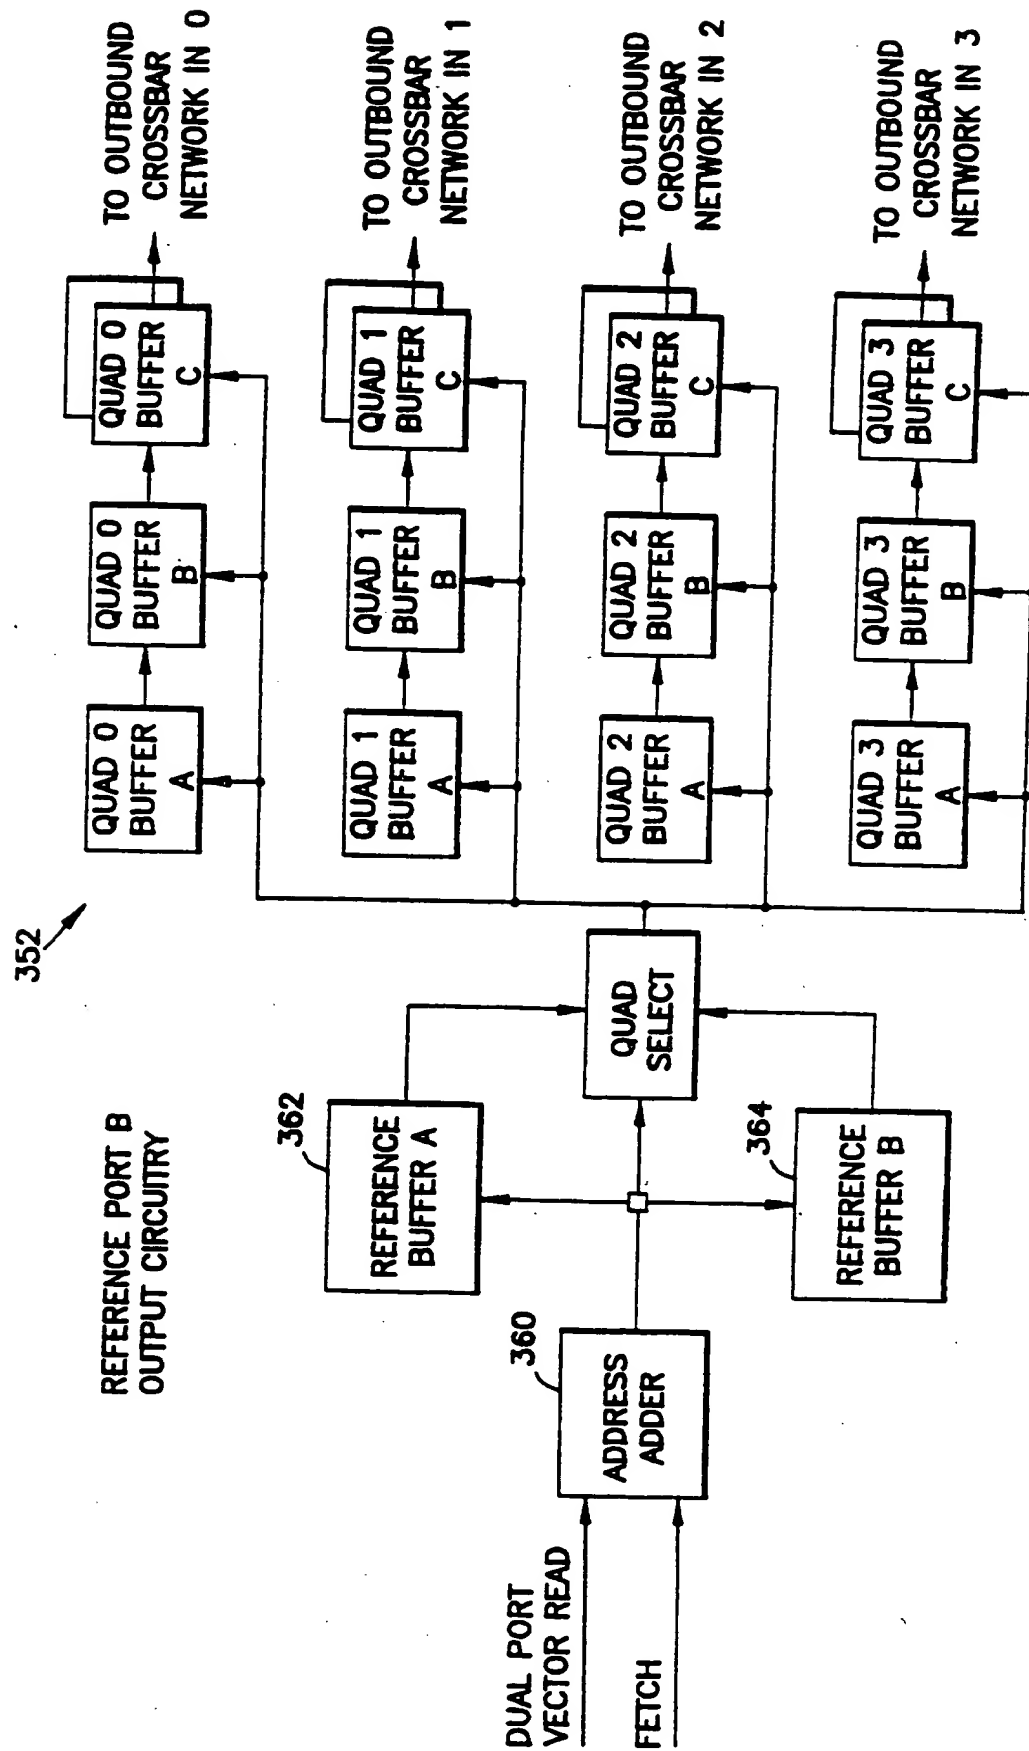 REFERENCE PORT B
OUTPUT CIRCUITRY
352
DUAL PORT
VECTOR READ
FETCH
360
ADDRESS
ADDER
362
REFERENCE
BUFFER A
364
REFERENCE
BUFFER B
QUAD
SELECT
QUAD 0
BUFFER
A
QUAD 0
BUFFER
B
QUAD 0
BUFFER
C
TO OUTBOUND
CROSSBAR
NETWORK IN 0
QUAD 1
BUFFER
A
QUAD 1
BUFFER
B
QUAD 1
BUFFER
C
TO OUTBOUND
CROSSBAR
NETWORK IN 1
QUAD 2
BUFFER
A
QUAD 2
BUFFER
B
QUAD 2
BUFFER
C
TO OUTBOUND
CROSSBAR
NETWORK IN 2
QUAD 3
BUFFER
A
QUAD 3
BUFFER
B
QUAD 3
BUFFER
C
TO OUTBOUND
CROSSBAR
NETWORK IN 3